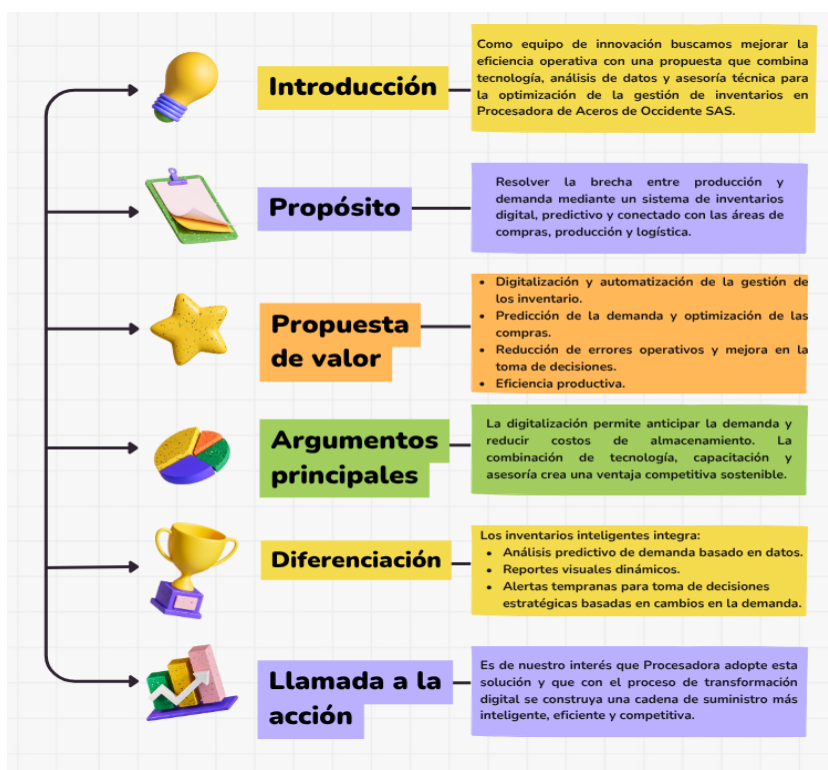 Introducción
Como equipo de innovación buscamos mejorar la
eficiencia operativa con una propuesta que combina
tecnología, análisis de datos y asesoría técnica para
la optimización de la gestión de inventarios en
Procesadora de Aceros de Occidente SAS.
Propósito
Resolver la brecha entre producción y
demanda mediante un sistema de inventarios
digital, predictivo y conectado con las áreas de
compras, producción y logística.
Propuesta
de valor
• Digitalización y automatización de la gestión de
los inventario.
• Predicción de la demanda y optimización de las
compras.
• Reducción de errores operativos y mejora en la
toma de decisiones.
• Eficiencia productiva.
Argumentos
principales
La digitalización permite anticipar la demanda y
reducir costos de almacenamiento. La
combinación de tecnología, capacitación y
asesoría crea una ventaja competitiva sostenible.
Diferenciación
Los inventarios inteligentes integra:
• Análisis predictivo de demanda basado en datos.
• Reportes visuales dinámicos.
• Alertas tempranas para toma de decisiones
estratégicas basadas en cambios en la demanda.
Llamada a la
acción
Es de nuestro interés que Procesadora adopte esta
solución y que con el proceso de transformación
digital se construya una cadena de suministro más
inteligente, eficiente y competitiva.